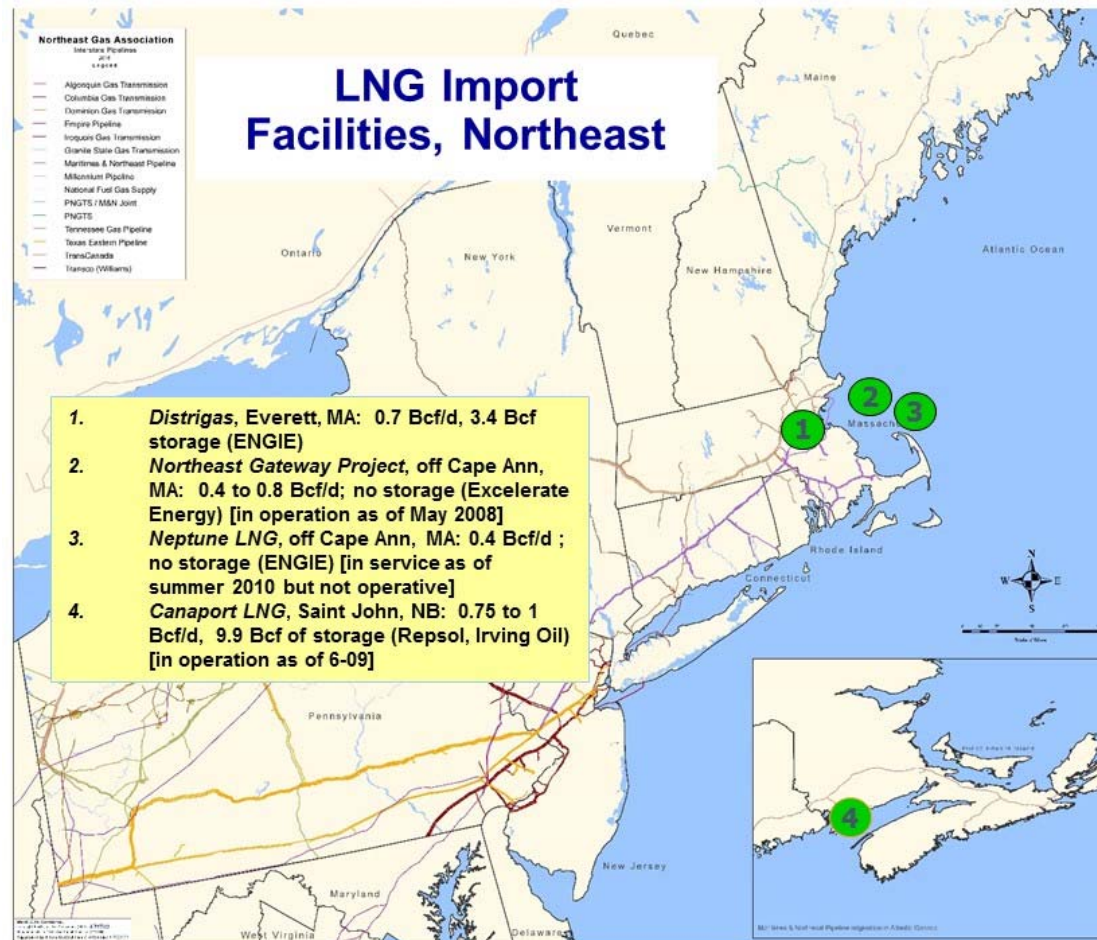 Northeast Gas Association
Interstate Pipelines
Legend
Algonquin Gas Transmission
Columbia Gas Transmission
Dominion Gas Transmission
Empire Pipeline
Iroquois Gas Transmission
Granite State Gas Transmission
Maritimes & Northeast Pipeline
Millennium Pipeline
National Fuel Gas Supply
PNGTS / M&N Joint
PNGTS
Tennessee Gas Pipeline
Texas Eastern Pipeline
TransCanada
Transco (Williams)
LNG Import
Facilities, Northeast
Quebec
Maine
Ontario
New York
Vermont
New Hampshire
Atlantic Ocean
1. Distrigas, Everett, MA: 0.7 Bcf/d, 3.4 Bcf
storage (ENGIE)
2. Northeast Gateway Project, off Cape Ann,
MA: 0.4 to 0.8 Bcf/d; no storage (Excelerate
Energy) [in operation as of May 2008]
3. Neptune LNG, off Cape Ann, MA: 0.4 Bcf/d ;
no storage (ENGIE) [in service as of
summer 2010 but not operative]
4. Canaport LNG, Saint John, NB: 0.75 to 1
Bcf/d, 9.9 Bcf of storage (Repsol, Irving Oil)
[in operation as of 6-09]
1
2
3
Massach
Rhode Island
Connecticut
N
W E
S
Pennsylvania
New Jersey
Maryland
West Virginia
Delaware
Prince Edward Island
4